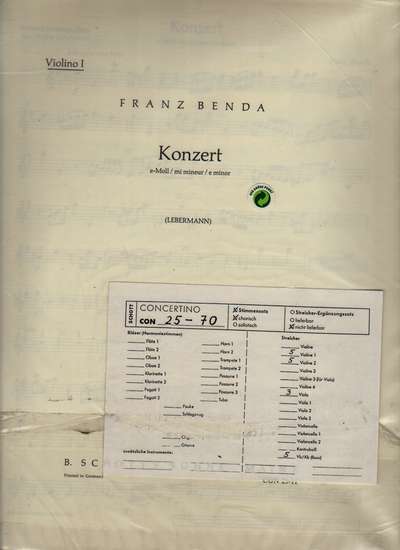 Konzert
Violino I
FRANZ BENDA
Konzert
e-Moll / mi mineur / e minor
(LEBERMANN)
SCHOTT
CONCERTINO
CON 25-70
Stimmensatz
chorisch
solistisch
Streicher-Ergänzungssatz
lieferbar
nicht lieferbar
Bläser (Harmoniestimmen)
Flöte 1
Flöte 2
Oboe 1
Oboe 2
Klarinette 1
Klarinette 2
Fagott 1
Fagott 2
Horn 1
Horn 2
Trompete 1
Trompete 2
Posaune 1
Posaune 2
Posaune 3
Tuba
Pauke
Schlagzeug
Orgel
Gitarre
zusätzliche Instrumente:
Streicher
Violine
5 Violine 1
5 Violine 2
Violine 3
Violine 3 (für Viola)
Violine 4
3 Viola
Viola 1
Viola 2
Viola 3
Violoncello
Violoncello 1
Violoncello 2
Kontrabaß
5 Vlc/Kb (Bassi)
B. SC
Printed in Germany